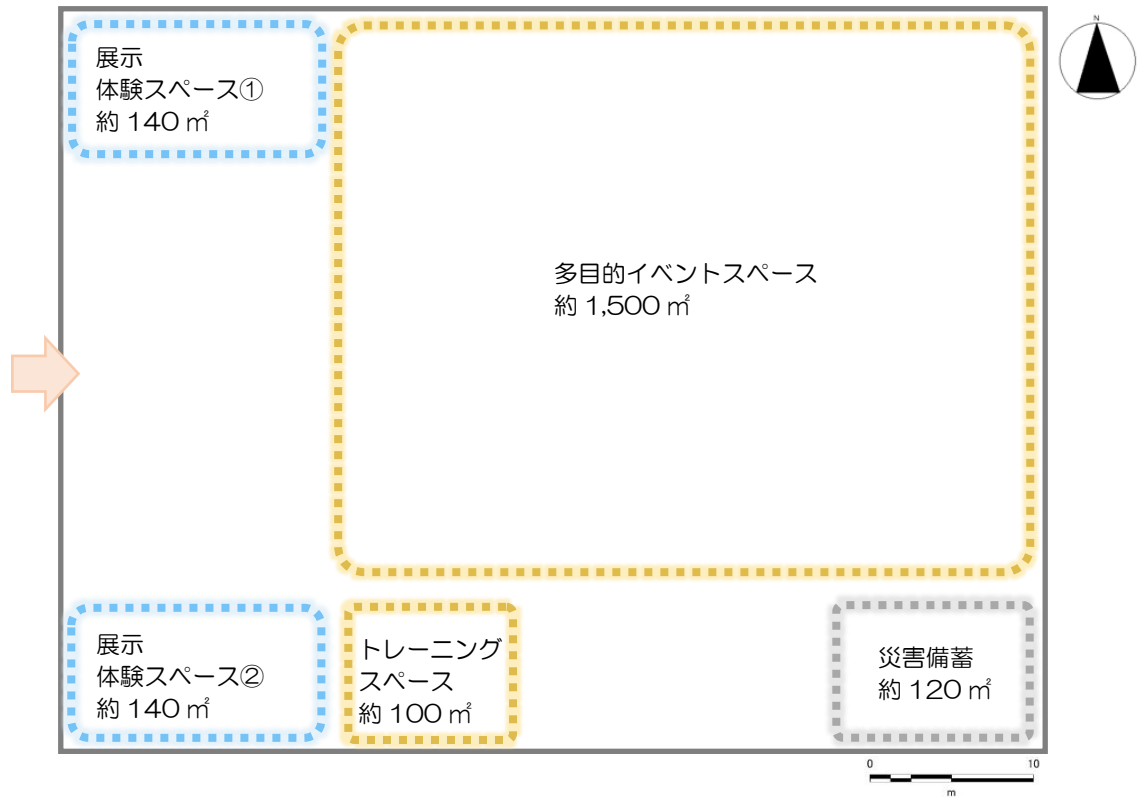 N
展示
体験スペース①
約 140 ㎡
多目的イベントスペース
約 1,500 ㎡
展示
体験スペース②
約 140 ㎡
トレーニング
スペース
約 100 ㎡
災害備蓄
約 120 ㎡
0 10
m